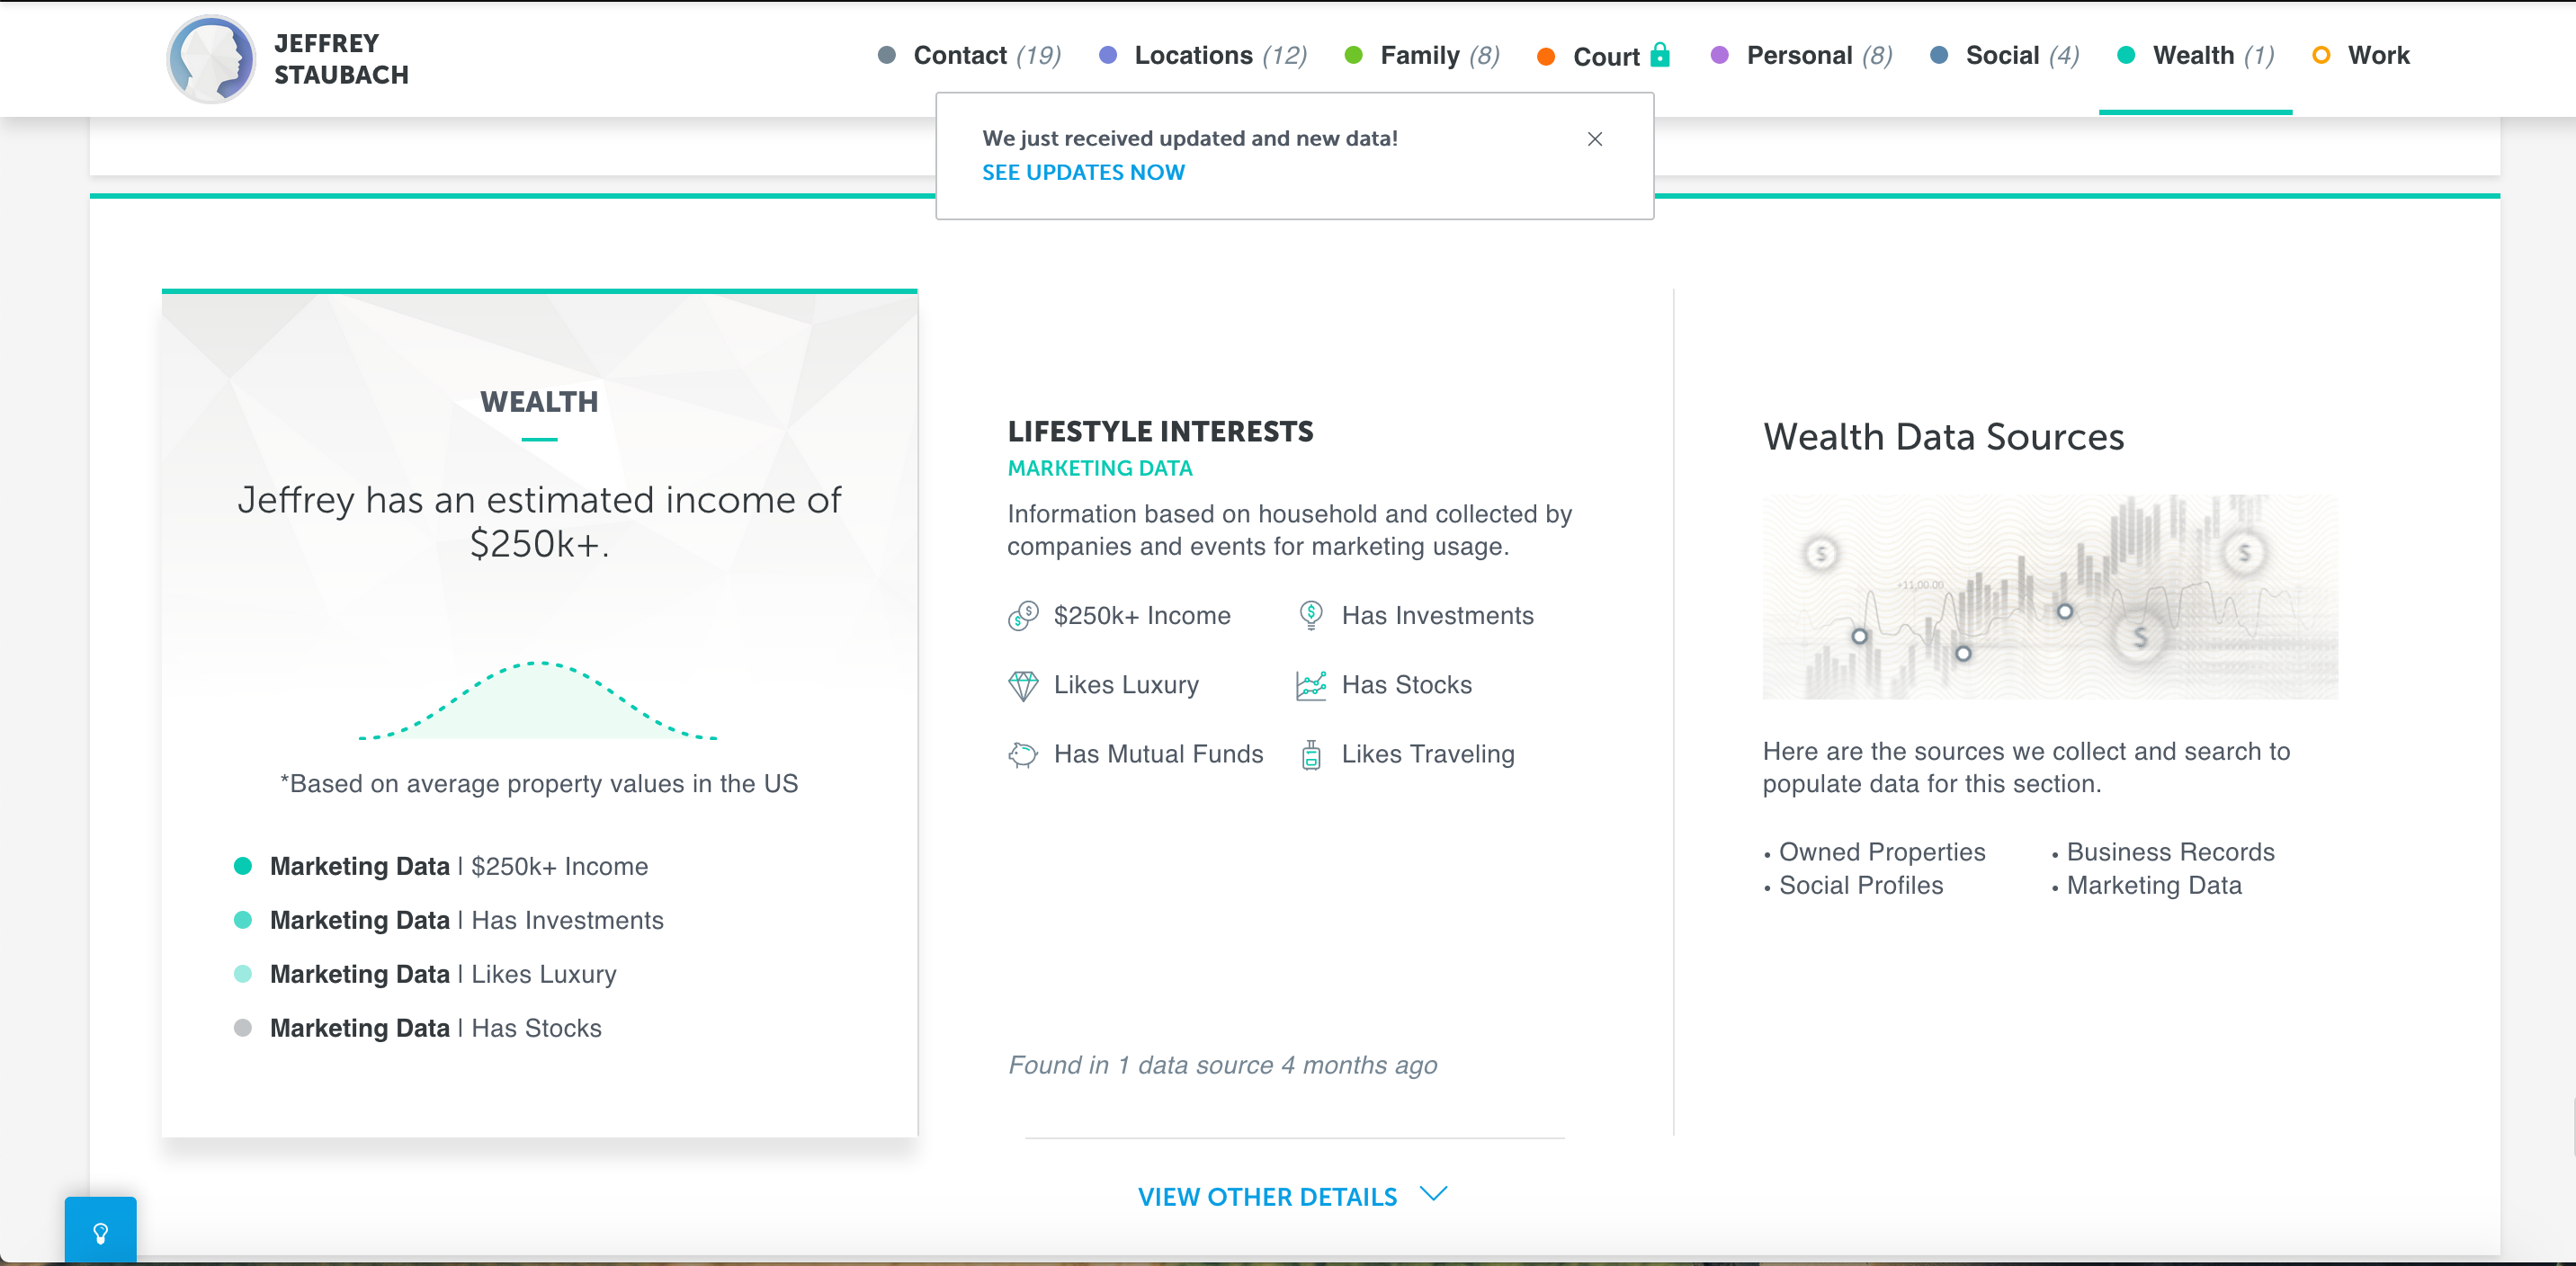 JEFFREY
STAUBACH
Contact (19)
Locations (12)
Family (8)
Court
Personal (8)
Social (4)
Wealth (1)
Work
We just received updated and new data!
SEE UPDATES NOW
WEALTH
Jeffrey has an estimated income of
$250k+.
*Based on average property values in the US
Marketing Data | $250k+ Income
Marketing Data | Has Investments
Marketing Data | Likes Luxury
Marketing Data | Has Stocks
LIFESTYLE INTERESTS
MARKETING DATA
Information based on household and collected by
companies and events for marketing usage.
$250k+ Income
Has Investments
Likes Luxury
Has Stocks
Has Mutual Funds
Likes Traveling
Found in 1 data source 4 months ago
VIEW OTHER DETAILS
Wealth Data Sources
$
$
+11,00.00
$
Here are the sources we collect and search to
populate data for this section.
• Owned Properties
• Business Records
• Social Profiles
• Marketing Data